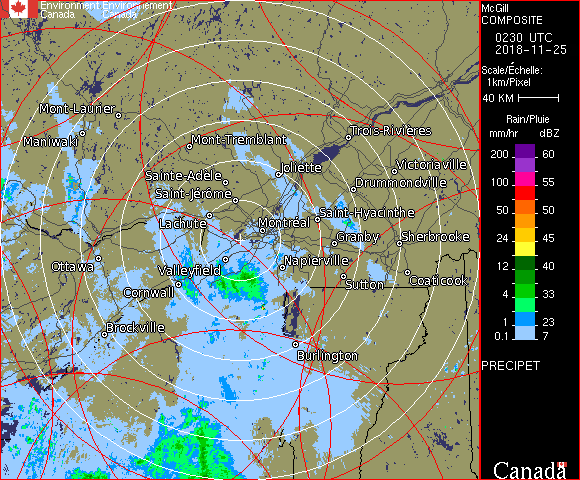 Environment Environnement
Canada Canada
Mont-Laurier
Maniwaki
Mont-Tremblant
Trois-Rivières
Joliette
Victoriaville
Sainte-Adèle
Drummondville
Saint-Jérôme
Lachute
Saint-Hyacinthe
Montréal
Granby
Sherbrooke
Ottawa
Valleyfield
Napierville
Cornwall
Sutton
Coaticook
Brockville
Burlington
McGill
COMPOSITE
0230 UTC
2018-11-25
Scale/Échelle:
1km/Pixel
40 KM
Rain/Pluie
mm/hr dBZ
200 60
100 55
50 50
24 45
12 40
4 33
1 23
0.1 7
PRECIPET
Canada